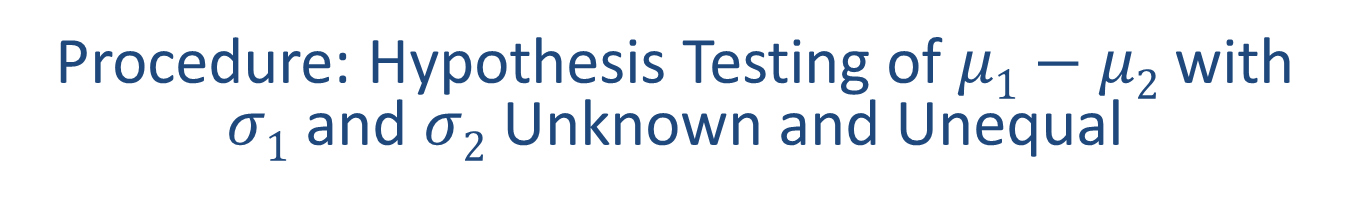 Procedure: Hypothesis Testing of 𝜇₁ − 𝜇₂ with
𝜎₁ and 𝜎₂ Unknown and Unequal